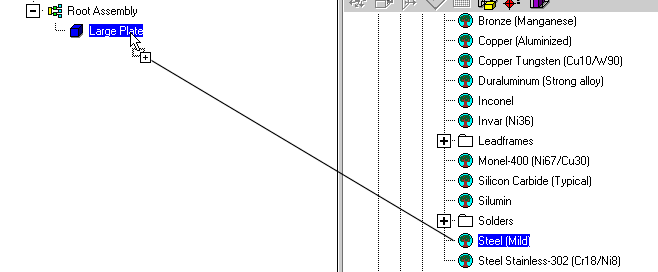 Root Assembly
Large Plate
Bronze (Manganese)
Copper (Aluminized)
Copper Tungsten (Cu10/W90)
Duraluminum (Strong alloy)
Inconel
Invar (Ni36)
Leadframes
Monel-400 (Ni67/Cu30)
Silicon Carbide (Typical)
Silumin
Solders
Steel (Mild)
Steel Stainless-302 (Cr18/Ni8)